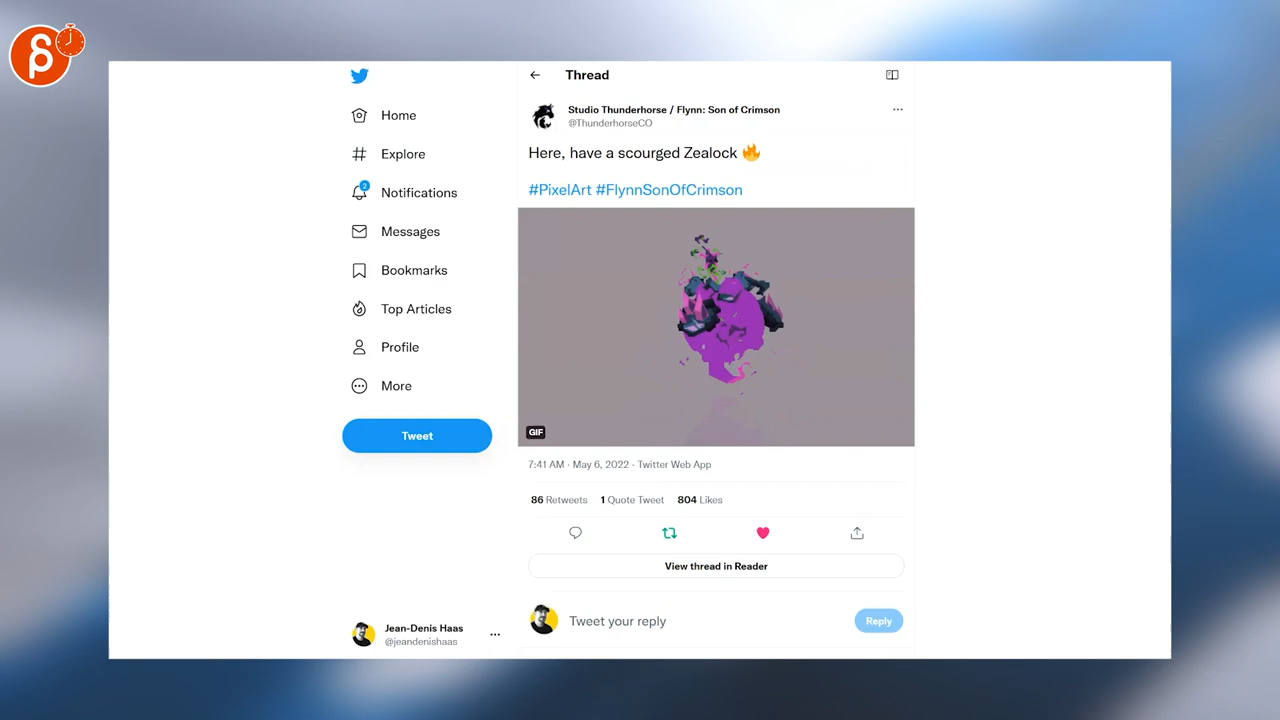 Thread
Studio Thunderhorse / Flynn: Son of Crimson
@ThunderhorseCO
Here, have a scourged Zealock 🔥
#PixelArt #FlynnSonOfCrimson
GIF
7:41 AM · May 6, 2022 · Twitter Web App
86 Retweets 1 Quote Tweet 804 Likes
View thread in Reader
Tweet your reply
Reply
Home
Explore
2
Notifications
Messages
Bookmarks
Top Articles
Profile
More
Tweet
Jean-Denis Haas
@jeandenishaas